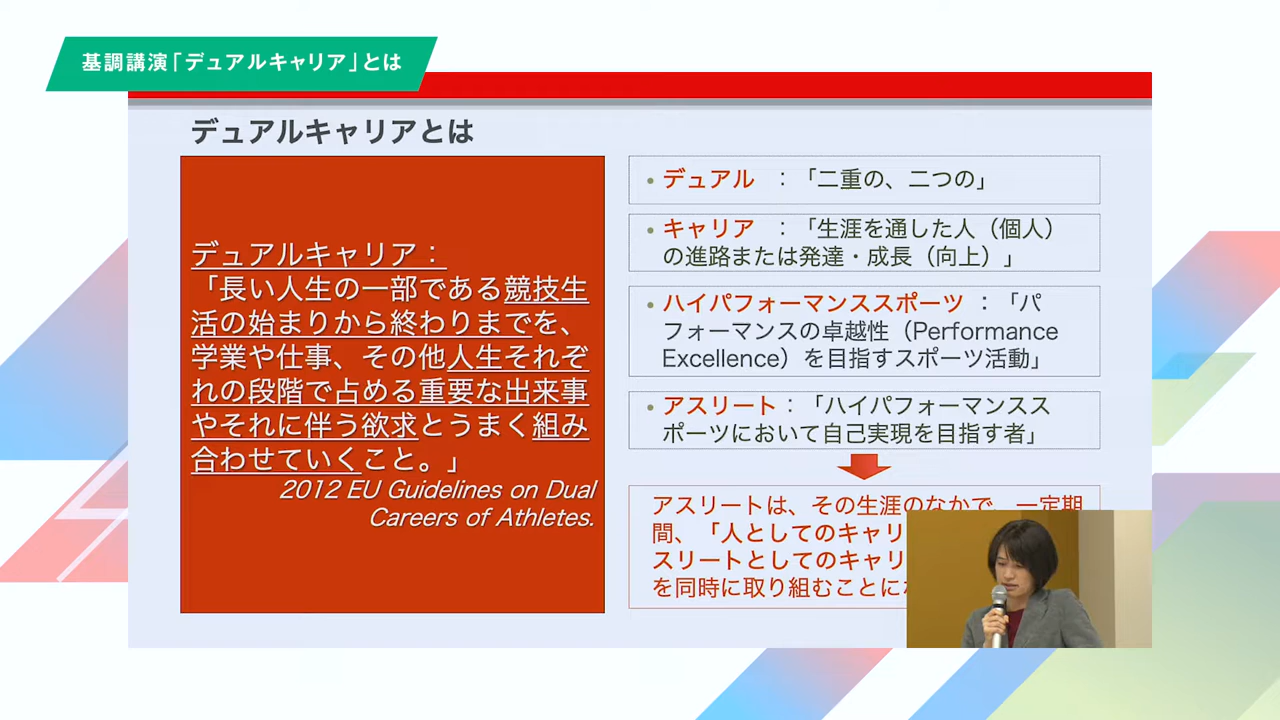 基調講演「デュアルキャリア」とは
デュアルキャリアとは
デュアルキャリア：
「長い人生の一部である競技生
活の始まりから終わりまでを、
学業や仕事、その他人生それぞ
れの段階で占める重要な出来事
やそれに伴う欲求とうまく組み
合わせていくこと。」
2012 EU Guidelines on Dual
Careers of Athletes.
• デュアル ：「二重の、二つの」
• キャリア ：「生涯を通した人（個人）
の進路または発達・成長（向上）」
• ハイパフォーマンススポーツ ：「パ
フォーマンスの卓越性（Performance
Excellence）を目指すスポーツ活動」
• アスリート：「ハイパフォーマンスス
ポーツにおいて自己実現を目指す者」
アスリートは、その生涯のなかで、一定期
間、「人としてのキャリ
スリートとしてのキャリ
を同時に取り組むことに